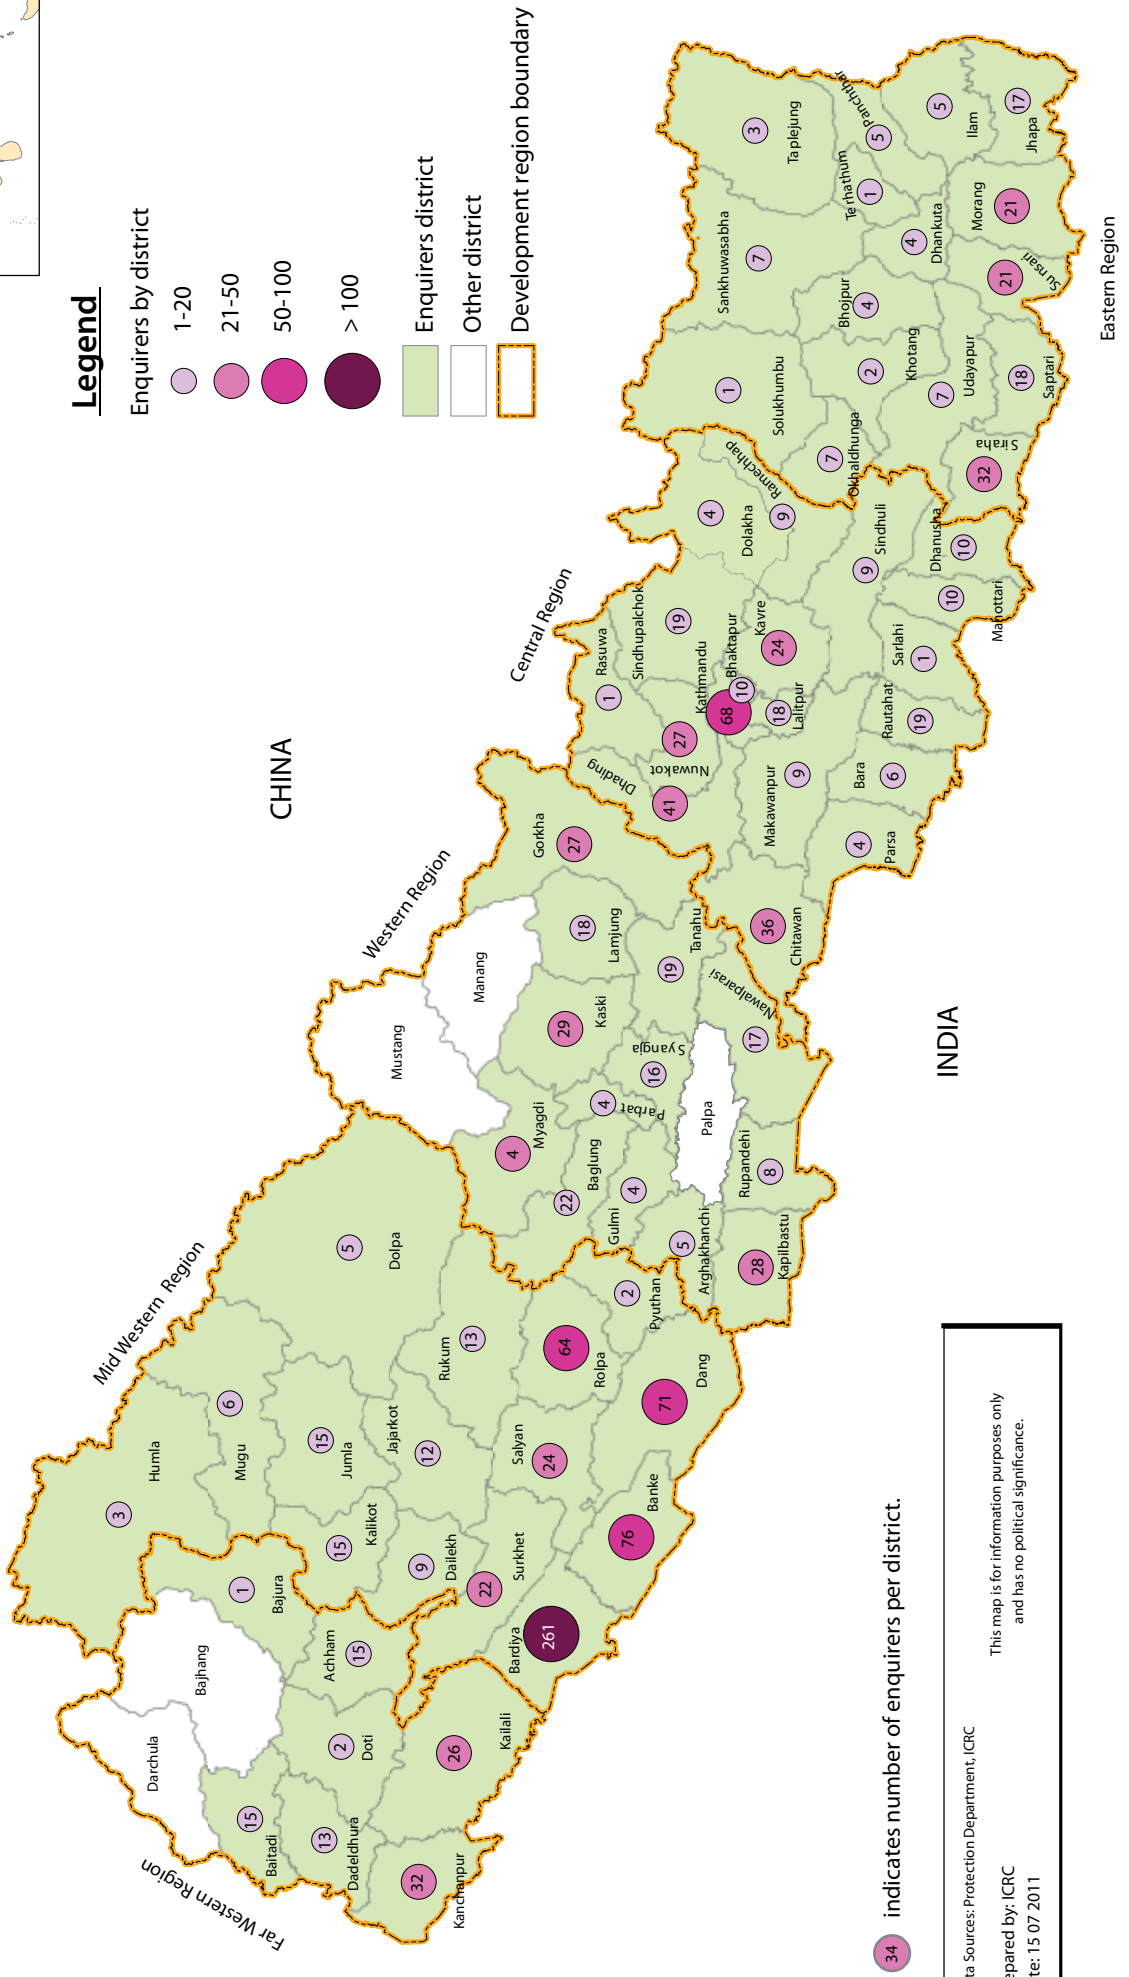 Legend
Enquirers by district
1-20
21-50
50-100
> 100
Enquirers district
Other district
Development region boundary
CHINA
INDIA
Far Western Region
Mid Western Region
Western Region
Central Region
Eastern Region
Darchula
Bajhang
15
Baitadi
13
Dadeldhura
32
Kanchanpur
2
Doti
26
Kailali
15
Achham
1
Bajura
3
Humla
6
Mugu
15
Jumla
15
Kalikot
9
Dailekh
12
Jajarkot
5
Dolpa
13
Rukum
22
Surkhet
261
Bardiya
76
Banke
24
Salyan
64
Rolpa
71
Dang
2
Pyuthan
Mustang
Manang
4
Myagdi
22
Baglung
4
Parbat
4
Gulmi
5
Arghakhanchi
28
Kapilbastu
8
Rupandehi
Palpa
17
Nawalparasi
16
Syangja
29
Kaski
18
Lamjung
19
Tanahu
27
Gorkha
36
Chitawan
41
Dhading
27
Nuwakot
1
Rasuwa
19
Sindhupalchok
68
Kathmandu
10
Bhaktapur
18
Lalitpur
24
Kavre
9
Makawanpur
4
Parsa
6
Bara
19
Rautahat
1
Sarlahi
10
Mahottari
10
Dhanusha
9
Sindhuli
4
Dolakha
9
Ramechhap
1
Solukhumbu
7
Okhaldhunga
2
Khotang
7
Udayapur
32
Siraha
18
Saptari
7
Sankhuwasabha
4
Bhojpur
4
Dhankuta
1
Terhathum
3
Taplejung
5
Panchthar
5
Ilam
17
Jhapa
21
Morang
21
Sunsari
34 indicates number of enquirers per district.
ta Sources: Protection Department, ICRC
epared by: ICRC
te: 15 07 2011
This map is for information purposes only
and has no political significance.